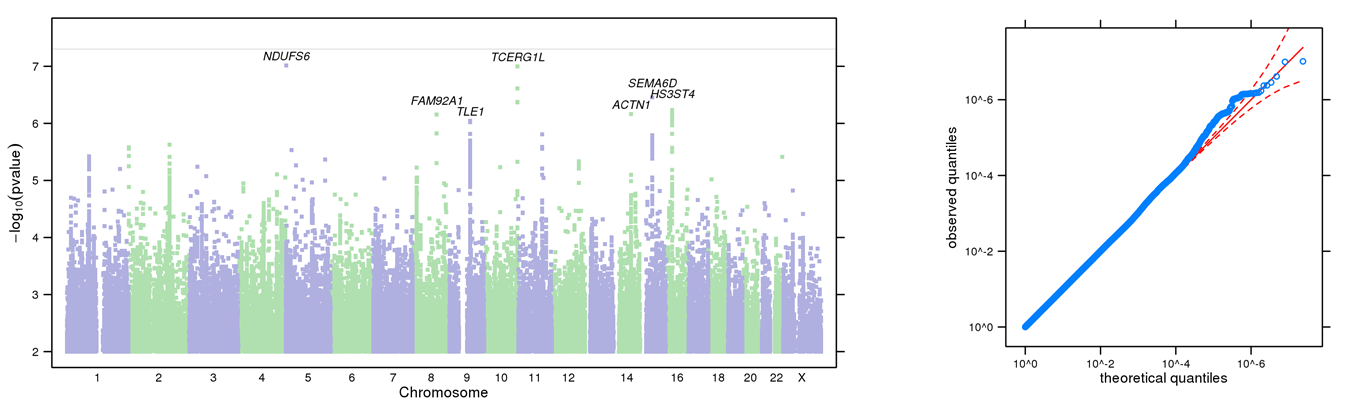 NDUFS6
TCERG1L
SEMA6D
HS3ST4
FAM92A1
ACTN1
TLE1
−log10(pvalue)
7
6
5
4
3
2
1 2 3 4 5 6 7 8 9 10 11 12 14 16 18 20 22 X
Chromosome
observed quantiles
10^-6
10^-4
10^-2
10^0
10^0 10^-2 10^-4 10^-6
theoretical quantiles